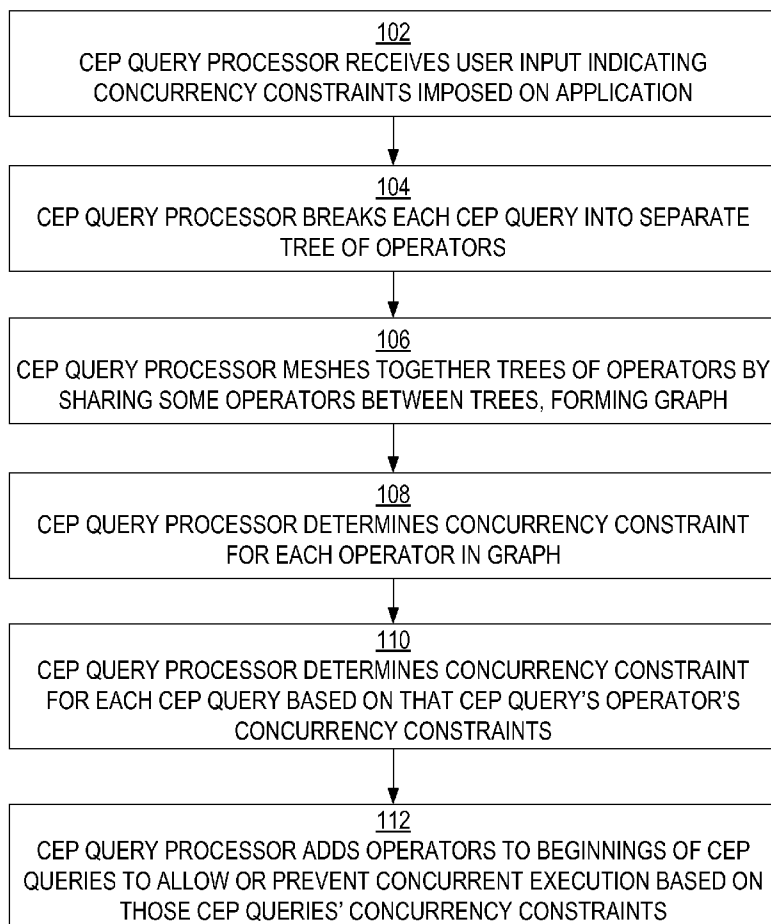 102
CEP QUERY PROCESSOR RECEIVES USER INPUT INDICATING
CONCURRENCY CONSTRAINTS IMPOSED ON APPLICATION
104
CEP QUERY PROCESSOR BREAKS EACH CEP QUERY INTO SEPARATE
TREE OF OPERATORS
106
CEP QUERY PROCESSOR MESHES TOGETHER TREES OF OPERATORS BY
SHARING SOME OPERATORS BETWEEN TREES, FORMING GRAPH
108
CEP QUERY PROCESSOR DETERMINES CONCURRENCY CONSTRAINT
FOR EACH OPERATOR IN GRAPH
110
CEP QUERY PROCESSOR DETERMINES CONCURRENCY CONSTRAINT
FOR EACH CEP QUERY BASED ON THAT CEP QUERY'S OPERATOR'S
CONCURRENCY CONSTRAINTS
112
CEP QUERY PROCESSOR ADDS OPERATORS TO BEGINNINGS OF CEP
QUERIES TO ALLOW OR PREVENT CONCURRENT EXECUTION BASED ON
THOSE CEP QUERIES' CONCURRENCY CONSTRAINTS